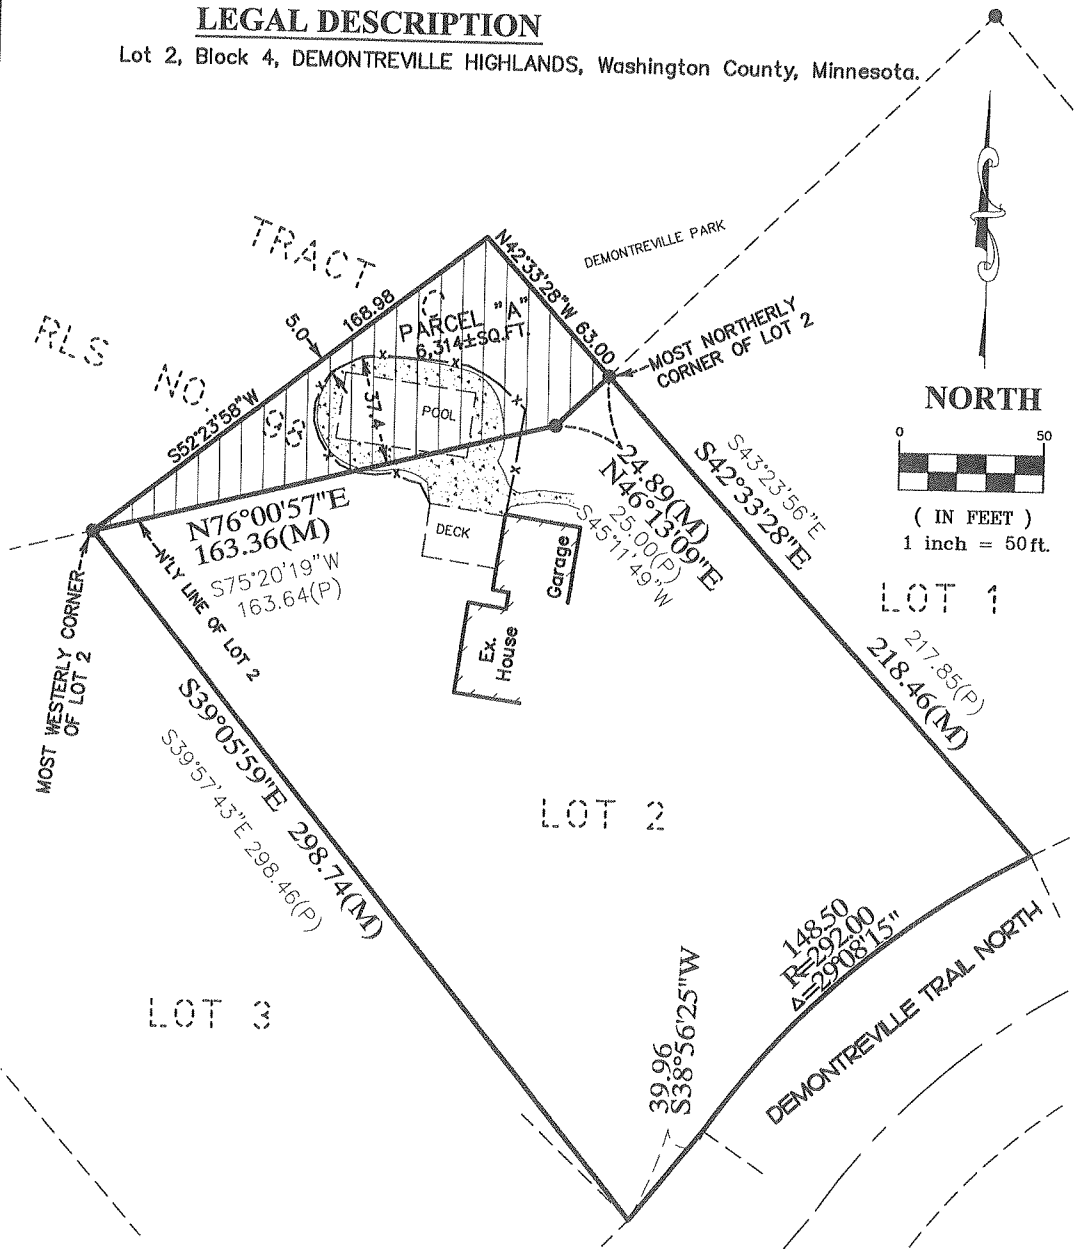 LEGAL DESCRIPTION
Lot 2, Block 4, DEMONTREVILLE HIGHLANDS, Washington County, Minnesota.
TRACT
C
RLS NO.
98
DEMONTREVILLE PARK
N42°33'28"W 63.00
168.98
5.0
S52°23'58"W
PARCEL "A"
6,314±SQ.FT.
MOST NORTHERLY
CORNER OF LOT 2
NORTH
0 50
( IN FEET )
1 inch = 50ft.
37.4
POOL
DECK
Garage
Ex.
House
24.89(M)
N46°13'09"E
25.00(P)
S45°11'49"W
S43°23'56"E
S42°33'28"E
N76°00'57"E
163.36(M)
S75°20'19"W
163.64(P)
N'LY LINE OF LOT 2
MOST WESTERLY CORNER
OF LOT 2
LOT 1
217.85(P)
218.46(M)
S39°05'59"E 298.74(M)
S39°57'43"E 298.46(P)
LOT 2
LOT 3
148.50
R=292.00
Δ=29°08'15"
39.96
S38°56'25"W
DEMONTREVILLE TRAIL NORTH